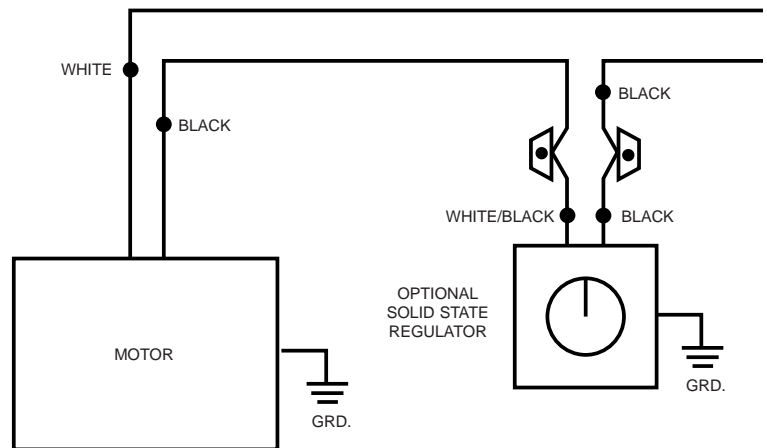 WHITE
BLACK
BLACK
WHITE/BLACK
BLACK
OPTIONAL
SOLID STATE
REGULATOR
MOTOR
GRD.
GRD.